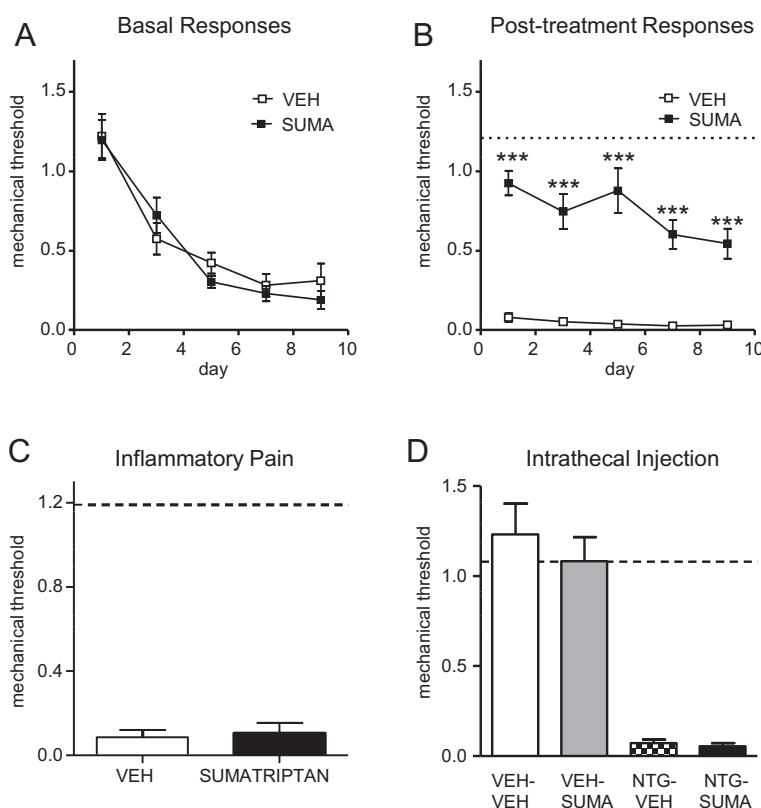 A
Basal Responses
1.5
1.0
0.5
0.0
mechanical threshold
VEH
SUMA
0 2 4 6 8 10
day
B
Post-treatment Responses
1.5
1.0
0.5
0.0
mechanical threshold
VEH
SUMA
*** *** *** *** ***
0 2 4 6 8 10
day
C
Inflammatory Pain
1.2
0.8
0.4
0.0
mechanical threshold
VEH SUMATRIPTAN
D
Intrathecal Injection
1.5
1.0
0.5
0.0
mechanical threshold
VEH- VEH- NTG- NTG-
VEH SUMA VEH SUMA